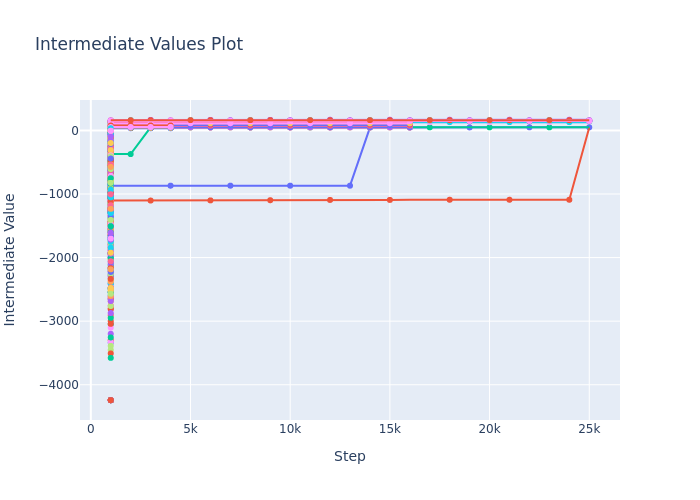 Intermediate Values Plot
Intermediate Value
0
−1000
−2000
−3000
−4000
0 5k 10k 15k 20k 25k
Step